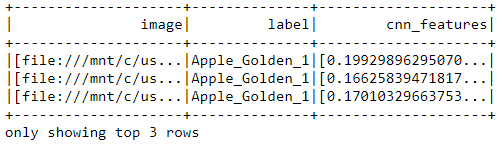 +--------------------+--------------+--------------------+
|               image|         label|        cnn_features|
+--------------------+--------------+--------------------+
|[file:///mnt/c/us...|Apple_Golden_1|[0.19929896295070...|
|[file:///mnt/c/us...|Apple_Golden_1|[0.16625839471817...|
|[file:///mnt/c/us...|Apple_Golden_1|[0.17010329663753...|
+--------------------+--------------+--------------------+
only showing top 3 rows